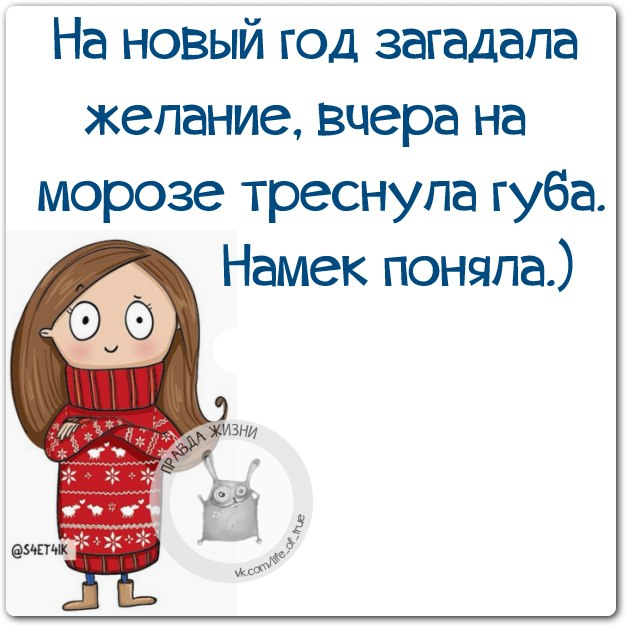 На новый год загадала
желание, вчера на
морозе треснула губа.
Намек поняла.)
ПРАВДА ЖИЗНИ
@S4ET4IK
vk.com/life_of_true